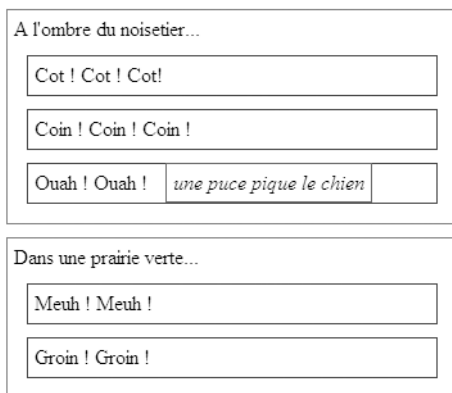 A l'ombre du noisetier...
Cot ! Cot ! Cot!
Coin ! Coin ! Coin !
Ouah ! Ouah ! une puce pique le chien
Dans une prairie verte...
Meuh ! Meuh !
Groin ! Groin !